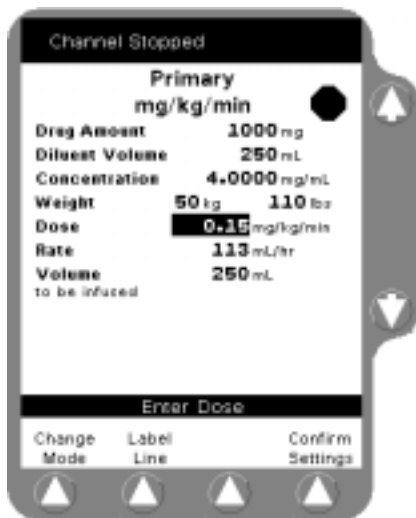 Channel Stopped
Primary
mg/kg/min
Drug Amount 1000 mg
Diluent Volume 250 mL
Concentration 4.0000 mg/mL
Weight 50 kg 110 lbs
Dose 0.15 mg/kg/min
Rate 113 mL/hr
Volume 250 mL
to be infused
Enter Dose
Change Label Confirm
Mode Line Settings